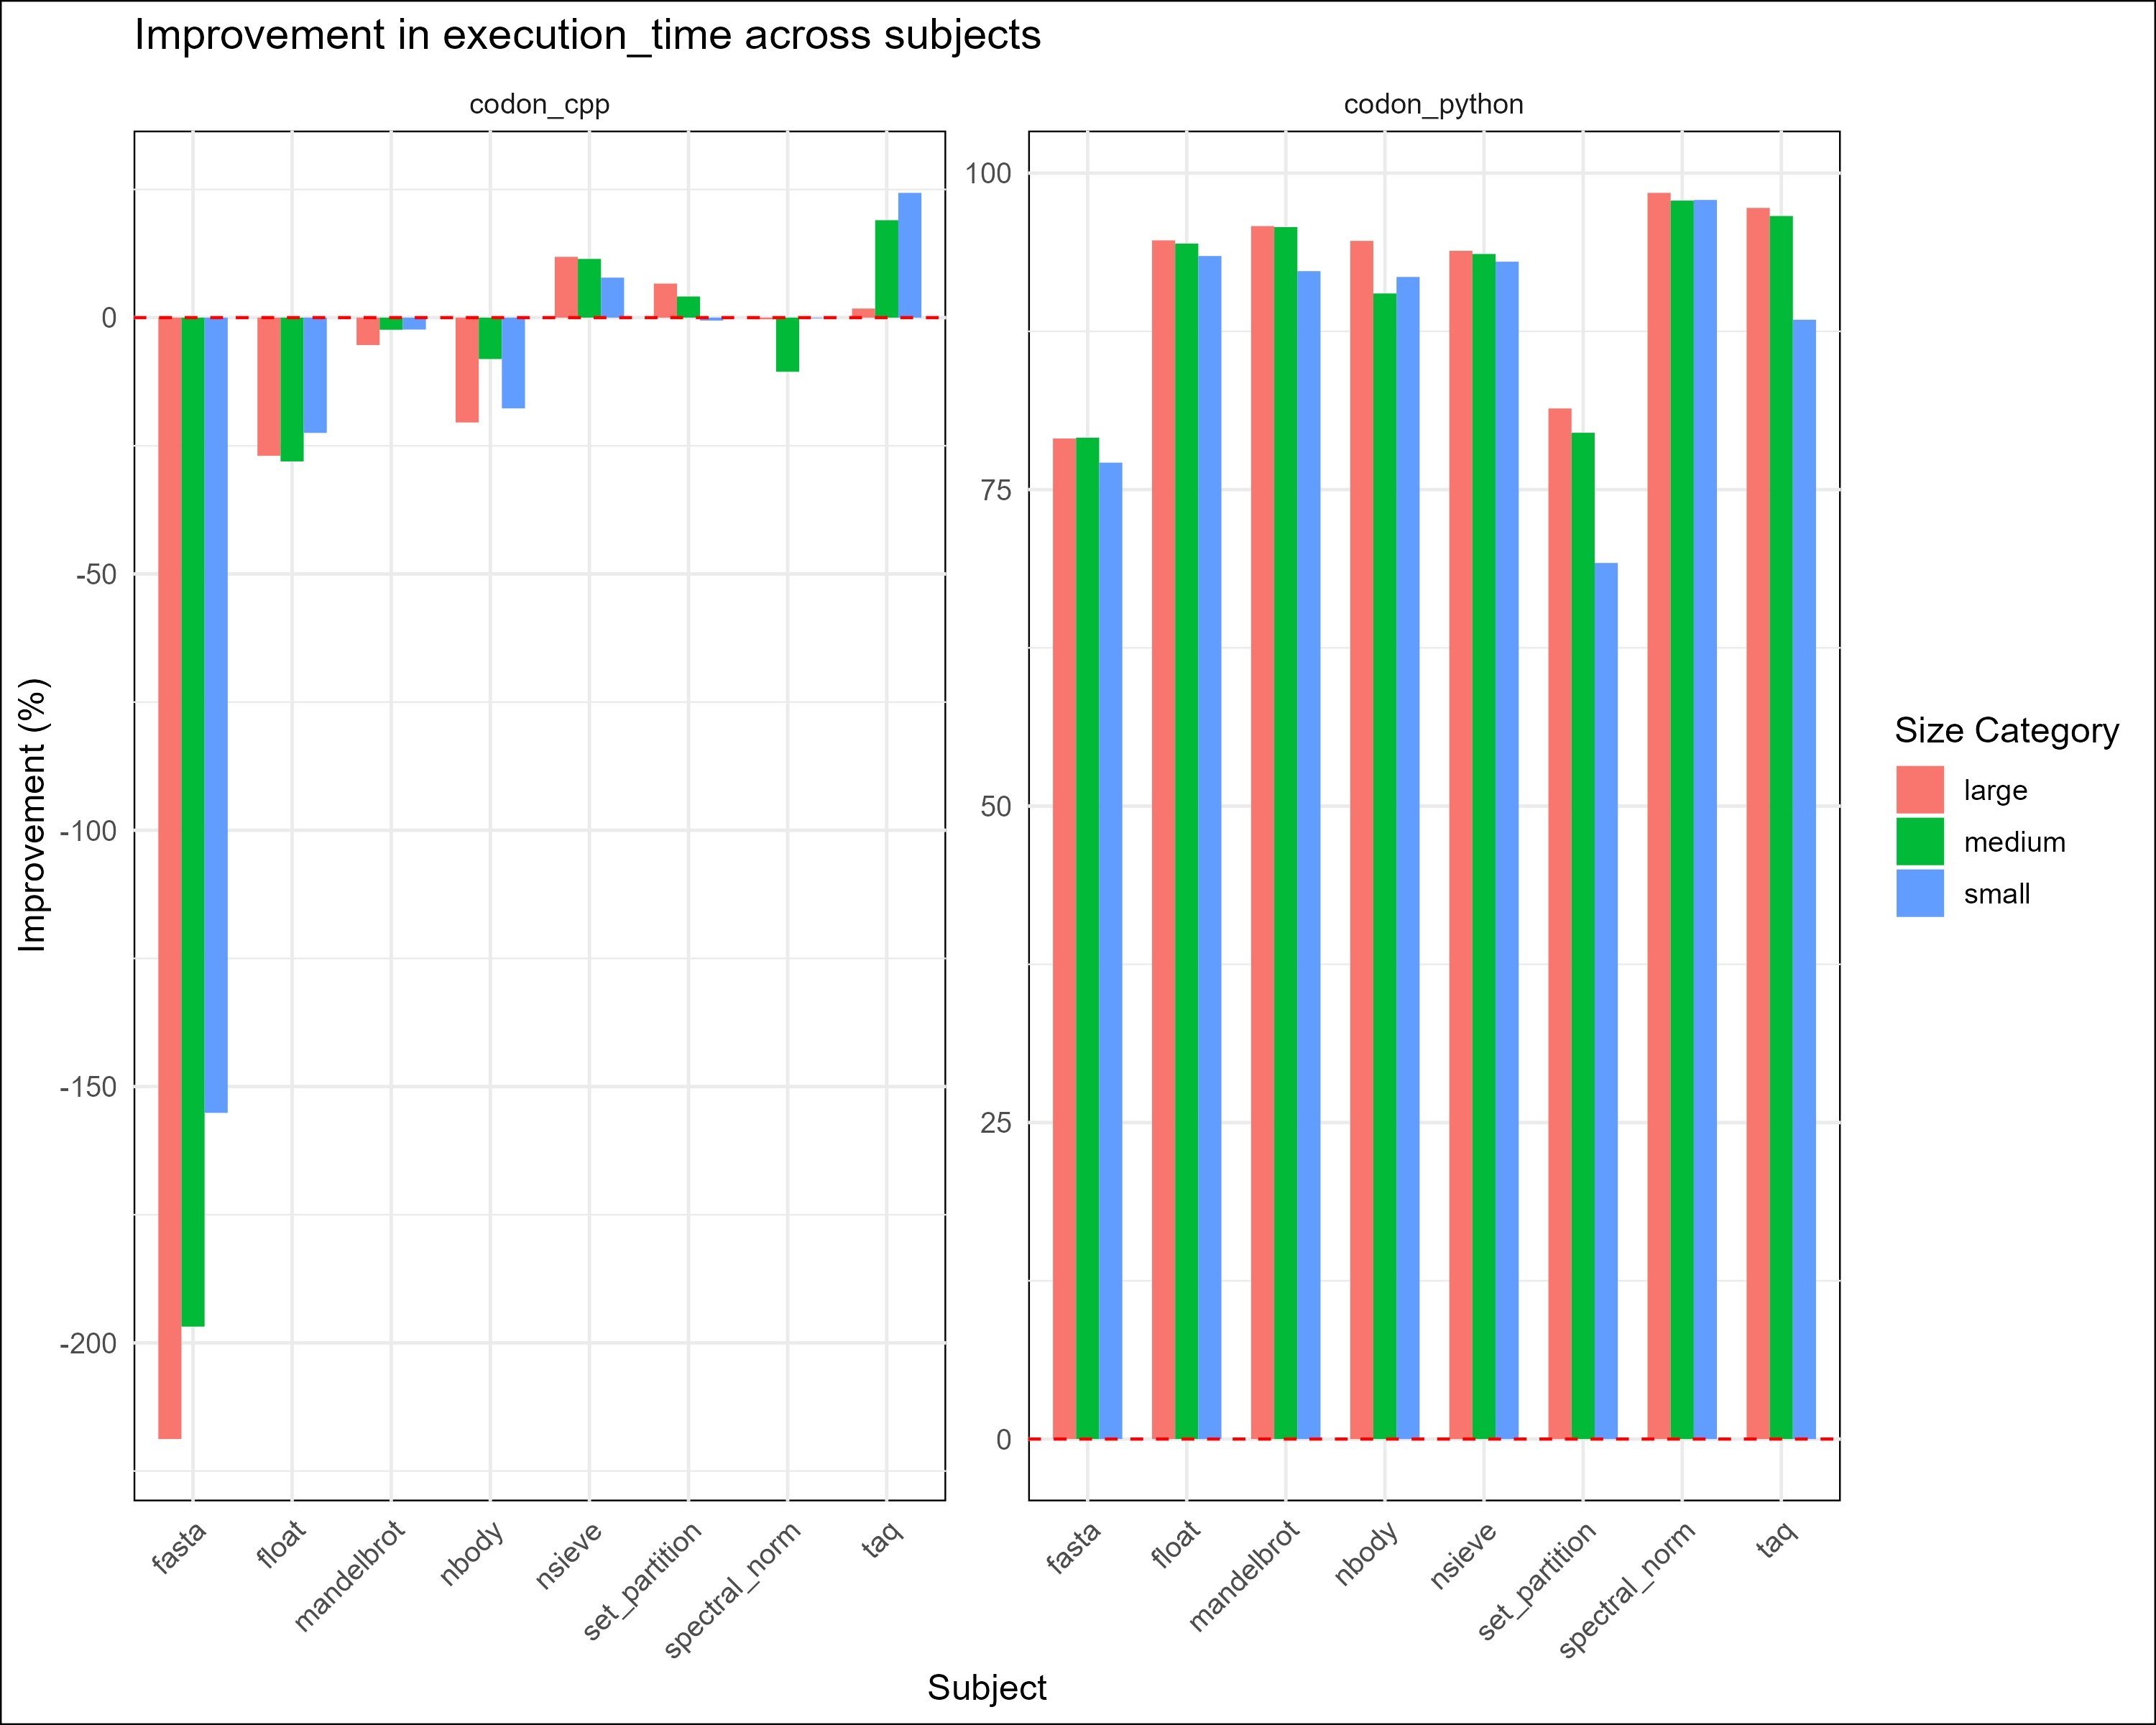 Improvement in execution_time across subjects
codon_cpp
codon_python
Improvement (%)
0
-50
-100
-150
-200
100
75
50
25
0
fasta
float
mandelbrot
nbody
nsieve
set_partition
spectral_norm
taq
fasta
float
mandelbrot
nbody
nsieve
set_partition
spectral_norm
taq
Subject
Size Category
large
medium
small